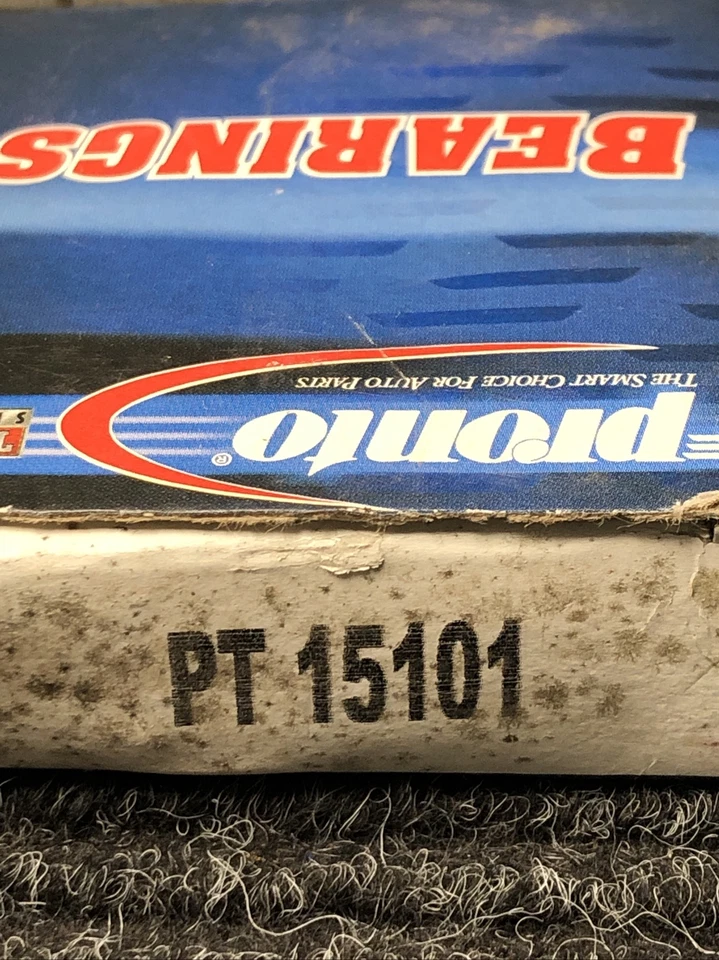 BEARINGS
THE SMART CHOICE FOR AUTO PARTS
pronto®
PT 15101